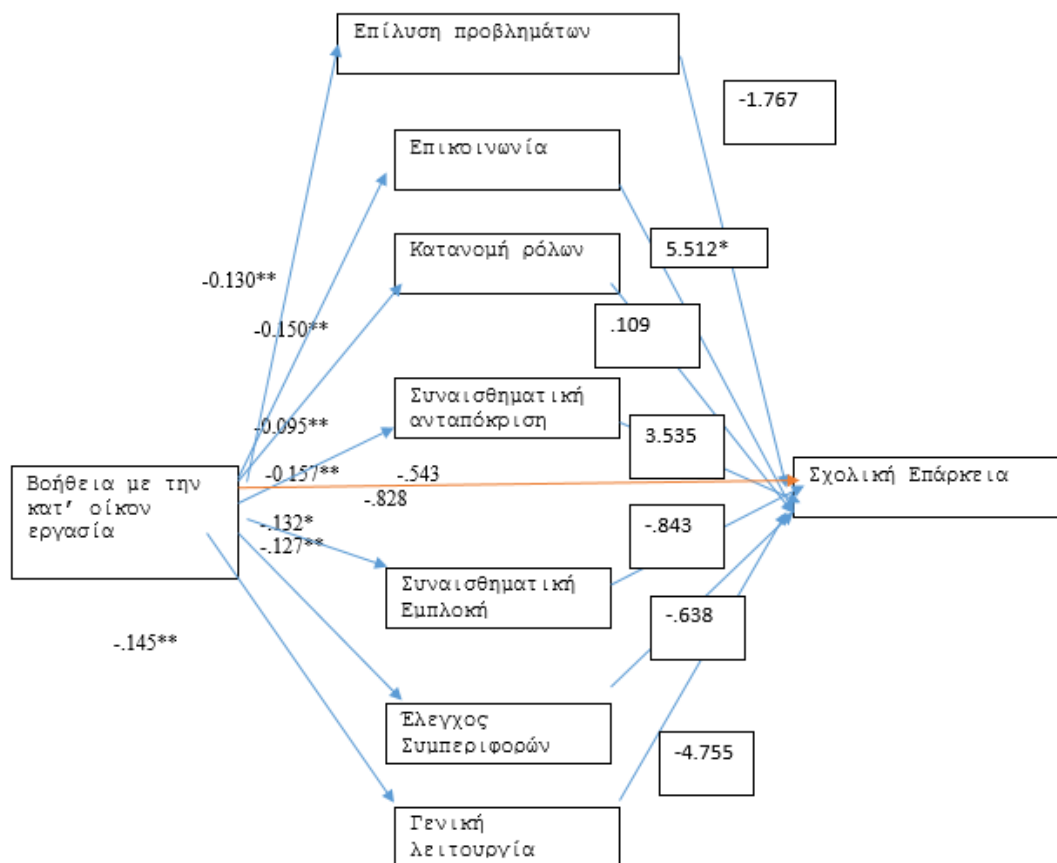 Επίλυση προβλημάτων
-1.767
Επικοινωνία
Κατανομή ρόλων
5.512*
-0.130**
-0.150**
.109
Συναισθηματική
ανταπόκριση
-0.095**
3.535
-0.157**
-.543
-.828
Βοήθεια με την
κατ’ οίκον
εργασία
Σχολική Επάρκεια
-.132*
-.127**
-.843
Συναισθηματική
Εμπλοκή
-.638
-.145**
Έλεγχος
Συμπεριφορών
-4.755
Γενική
λειτουργία